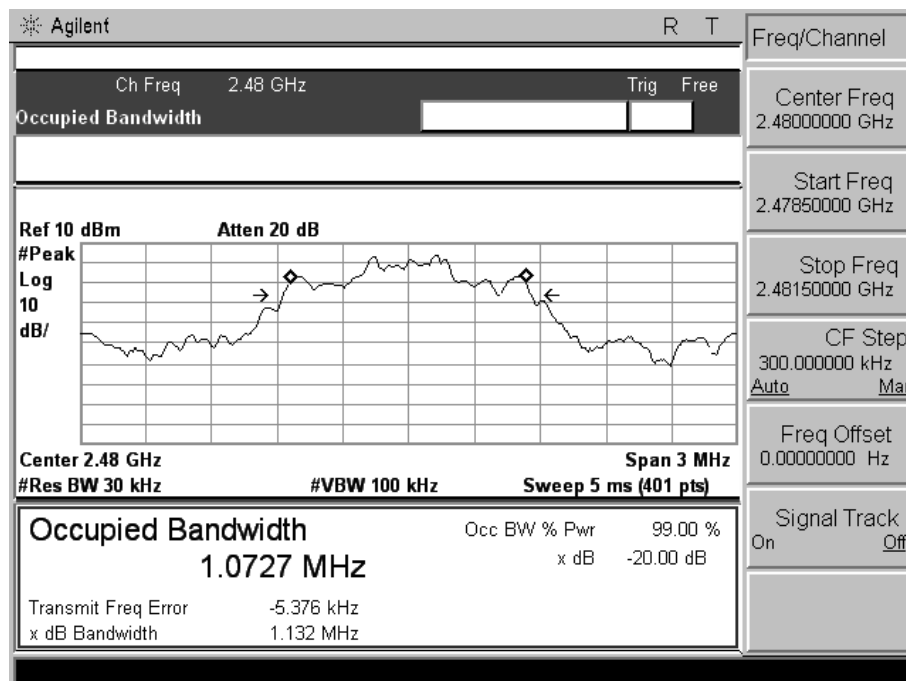 Agilent R T
Ch Freq 2.48 GHz Trig Free
Occupied Bandwidth
Ref 10 dBm Atten 20 dB
#Peak
Log
10
dB/
Center 2.48 GHz Span 3 MHz
#Res BW 30 kHz #VBW 100 kHz Sweep 5 ms (401 pts)
Occupied Bandwidth
1.0727 MHz
Occ BW % Pwr 99.00 %
x dB -20.00 dB
Transmit Freq Error -5.376 kHz
x dB Bandwidth 1.132 MHz
Freq/Channel
Center Freq
2.48000000 GHz
Start Freq
2.47850000 GHz
Stop Freq
2.48150000 GHz
CF Step
300.000000 kHz
Auto Mar
Freq Offset
0.00000000 Hz
Signal Track
On Off